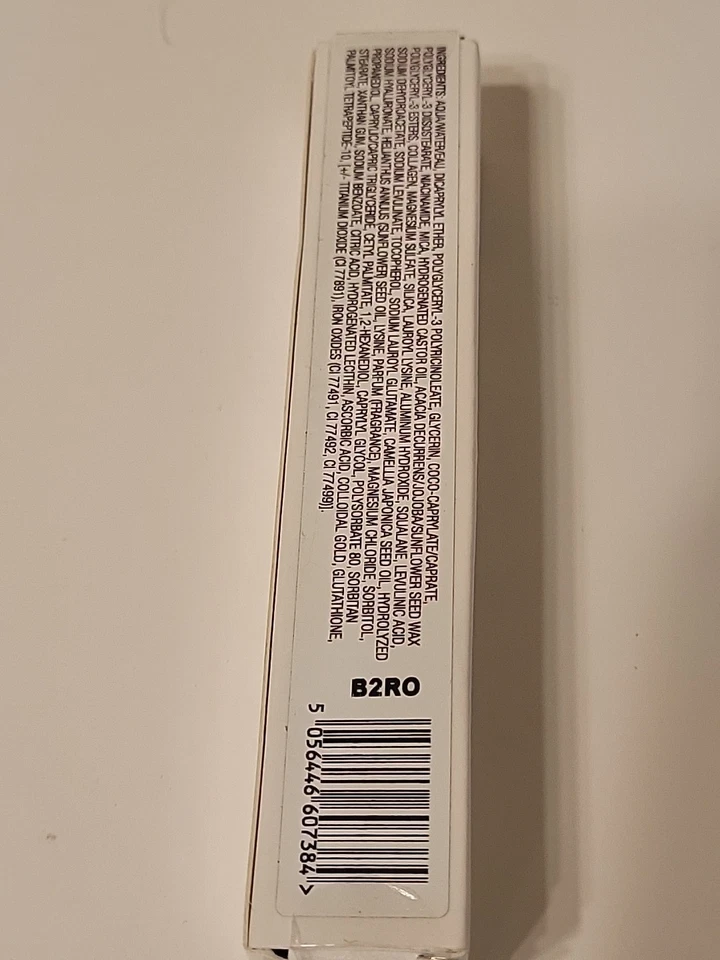 INGREDIENTS: AQUA/WATER/EAU, DICAPRYLYL ETHER, POLYGLYCERYL-3 POLYRICINOLEATE, GLYCERIN, COCO-CAPRYLATE/CAPRATE,
POLYGLYCERYL-3 DIISOSTEARATE, NIACINAMIDE, MICA, HYDROGENATED CASTOR OIL, ACACIA DECURRENS/JOJOBA/SUNFLOWER SEED WAX
POLYGLYCERYL-3 ESTERS, COLLAGEN, MAGNESIUM SULFATE, SILICA, LAUROYL LYSINE, ALUMINUM HYDROXIDE, SQUALANE, LEVULINIC ACID,
SODIUM DEHYDROACETATE, SODIUM LEVULINATE, TOCOPHEROL, SODIUM LAUROYL GLUTAMATE, CAMELLIA JAPONICA SEED OIL, HYDROLYZED
SODIUM HYALURONATE, HELIANTHUS ANNUUS (SUNFLOWER) SEED OIL, LYSINE, PARFUM (FRAGRANCE), MAGNESIUM CHLORIDE, SORBITOL,
PROPANEDIOL, CAPRYLIC/CAPRIC TRIGLYCERIDE, CETYL PALMITATE, 1,2-HEXANEDIOL, CAPRYLYL GLYCOL, POLYSORBATE 80, SORBITAN
STEARATE, XANTHAN GUM, SODIUM BENZOATE, CITRIC ACID, HYDROGENATED LECITHIN, ASCORBIC ACID, COLLOIDAL GOLD, GLUTATHIONE,
PALMITOYL TETRAPEPTIDE-10, [+/- TITANIUM DIOXIDE (CI 77891), IRON OXIDES (CI 77491, CI 77492, CI 77499)].
B2RO
5 056446 607384 >